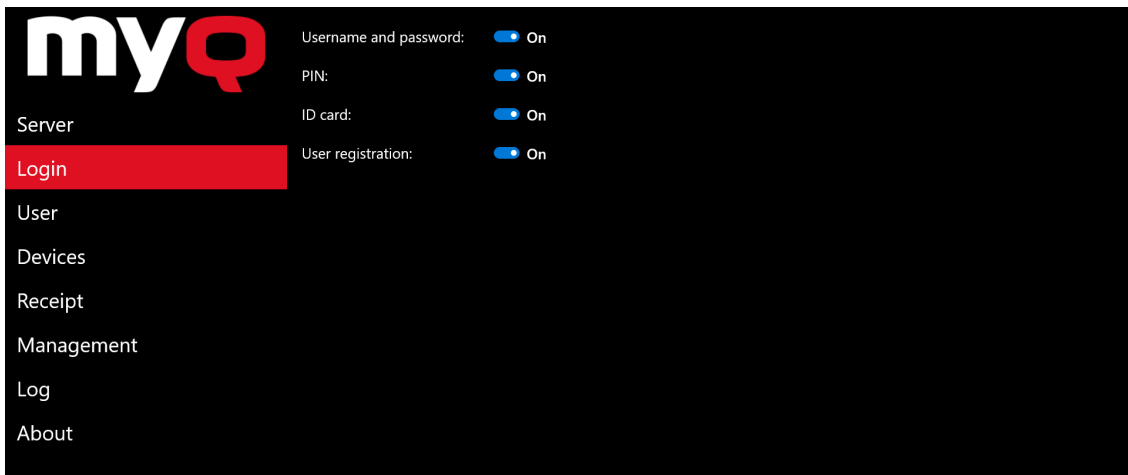 myQ
Server
Login
User
Devices
Receipt
Management
Log
About
Username and password: On
PIN: On
ID card: On
User registration: On